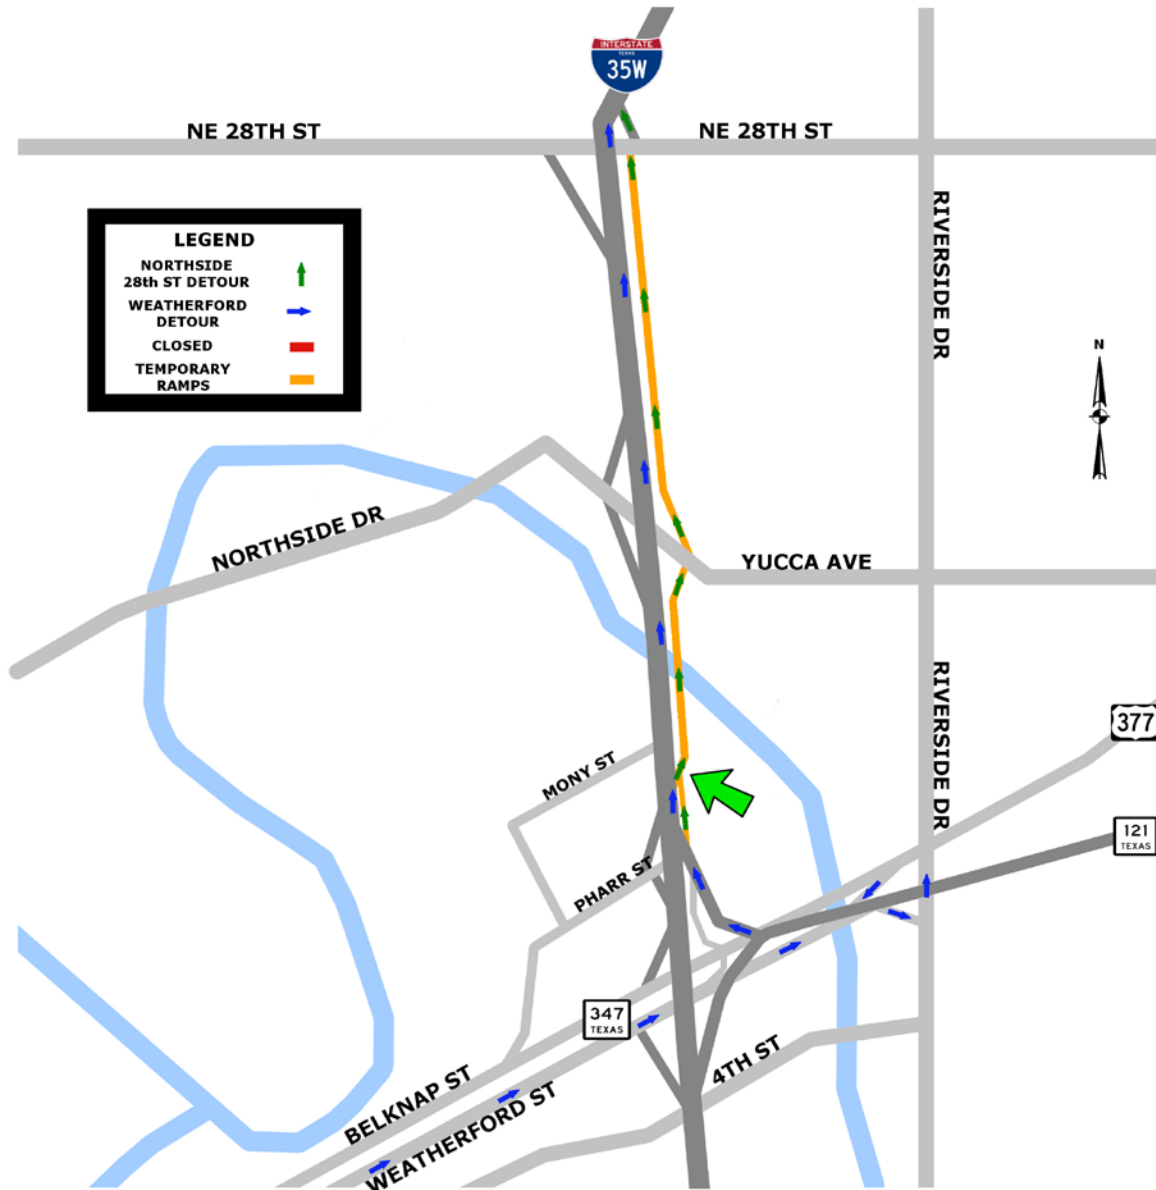 INTERSTATE
TEXAS
35W
NE 28TH ST
NE 28TH ST
RIVERSIDE DR
LEGEND
NORTHSIDE
28th ST DETOUR
WEATHERFORD
DETOUR
CLOSED
TEMPORARY
RAMPS
N
NORTHSIDE DR
YUCCA AVE
RIVERSIDE DR
377
MONY ST
121
TEXAS
PHARR ST
347
TEXAS
4TH ST
BELKNAP ST
WEATHERFORD ST